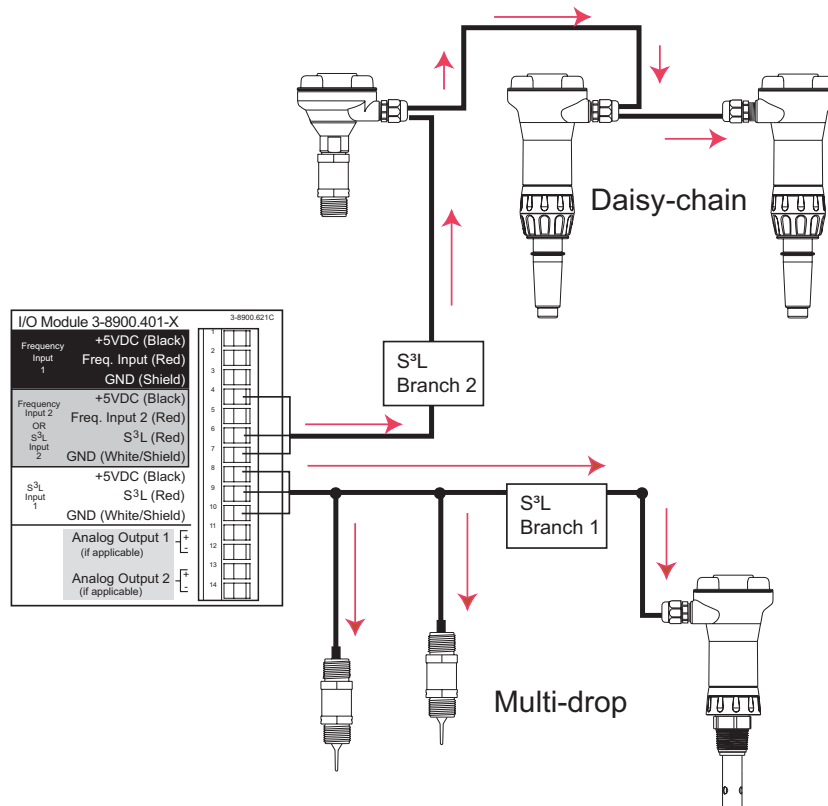 Daisy-chain
I/O Module 3-8900.401-X
3-8900.621C
Frequency
Input
1
+5VDC (Black)
Freq. Input (Red)
GND (Shield)
Frequency
Input 2
OR
S³L
Input
2
+5VDC (Black)
Freq. Input 2 (Red)
S³L (Red)
GND (White/Shield)
S³L
Input
1
+5VDC (Black)
S³L (Red)
GND (White/Shield)
Analog Output 1
(if applicable)
+
-
Analog Output 2
(if applicable)
+
-
1
2
3
4
5
6
7
8
9
10
11
12
13
14
S³L
Branch 2
S³L
Branch 1
Multi-drop